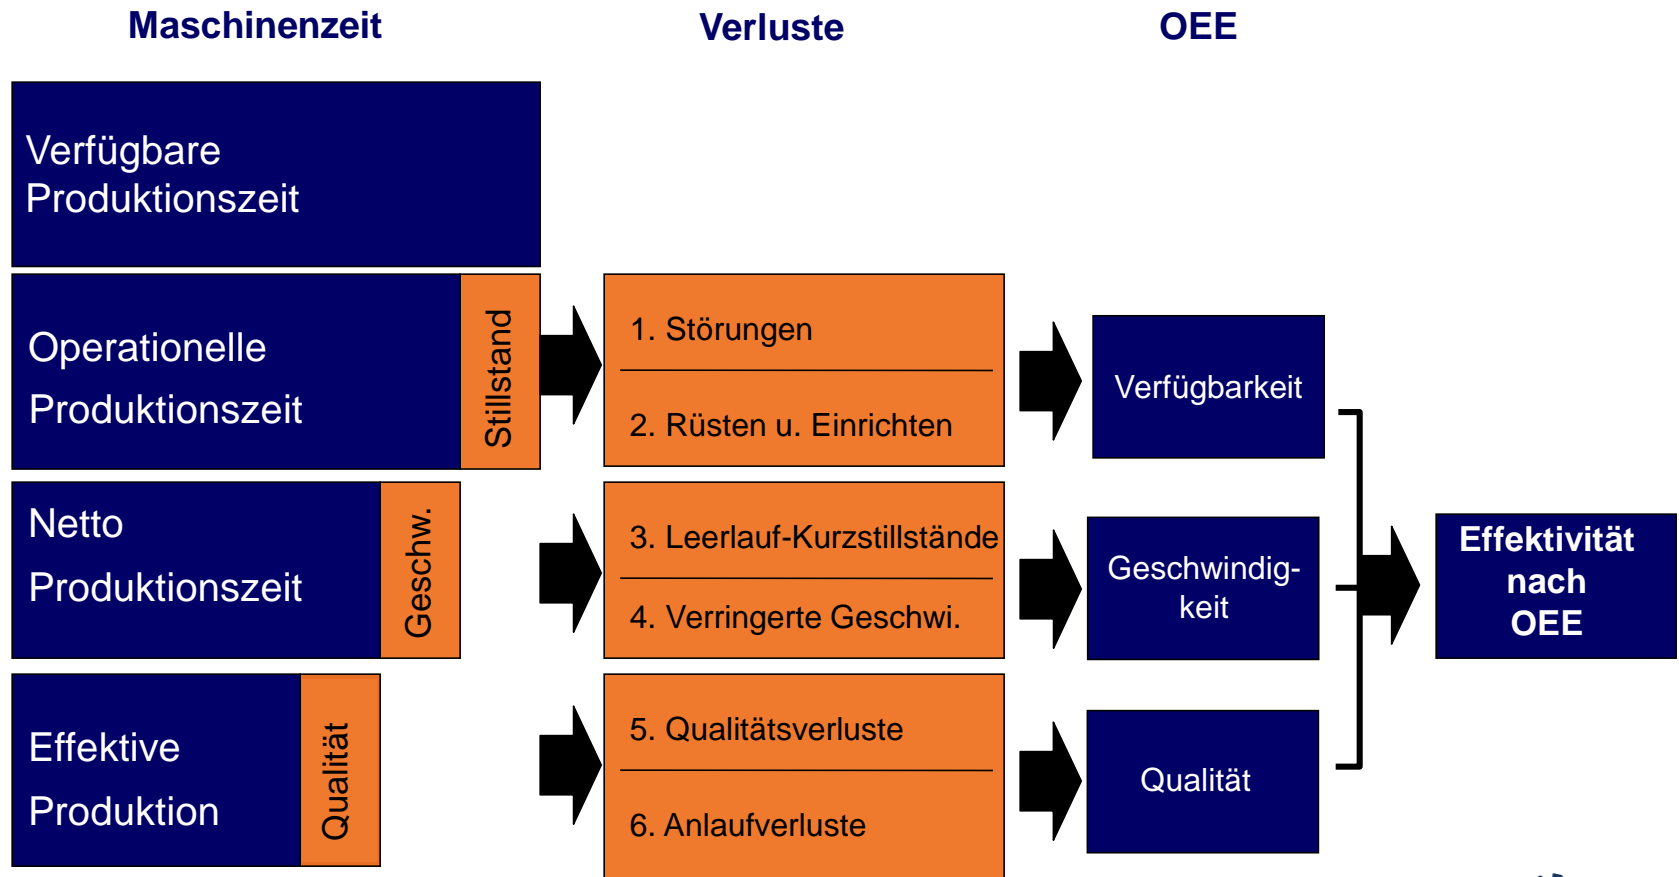 Maschinenzeit
Verluste
OEE
Verfügbare
Produktionszeit
Operationelle
Produktionszeit
Stillstand
1. Störungen
2. Rüsten u. Einrichten
Verfügbarkeit
Netto
Produktionszeit
Geschw.
3. Leerlauf-Kurzstillstände
4. Verringerte Geschwi.
Geschwindig-
keit
Effektive
Produktion
Qualität
5. Qualitätsverluste
6. Anlaufverluste
Qualität
Effektivität
nach
OEE